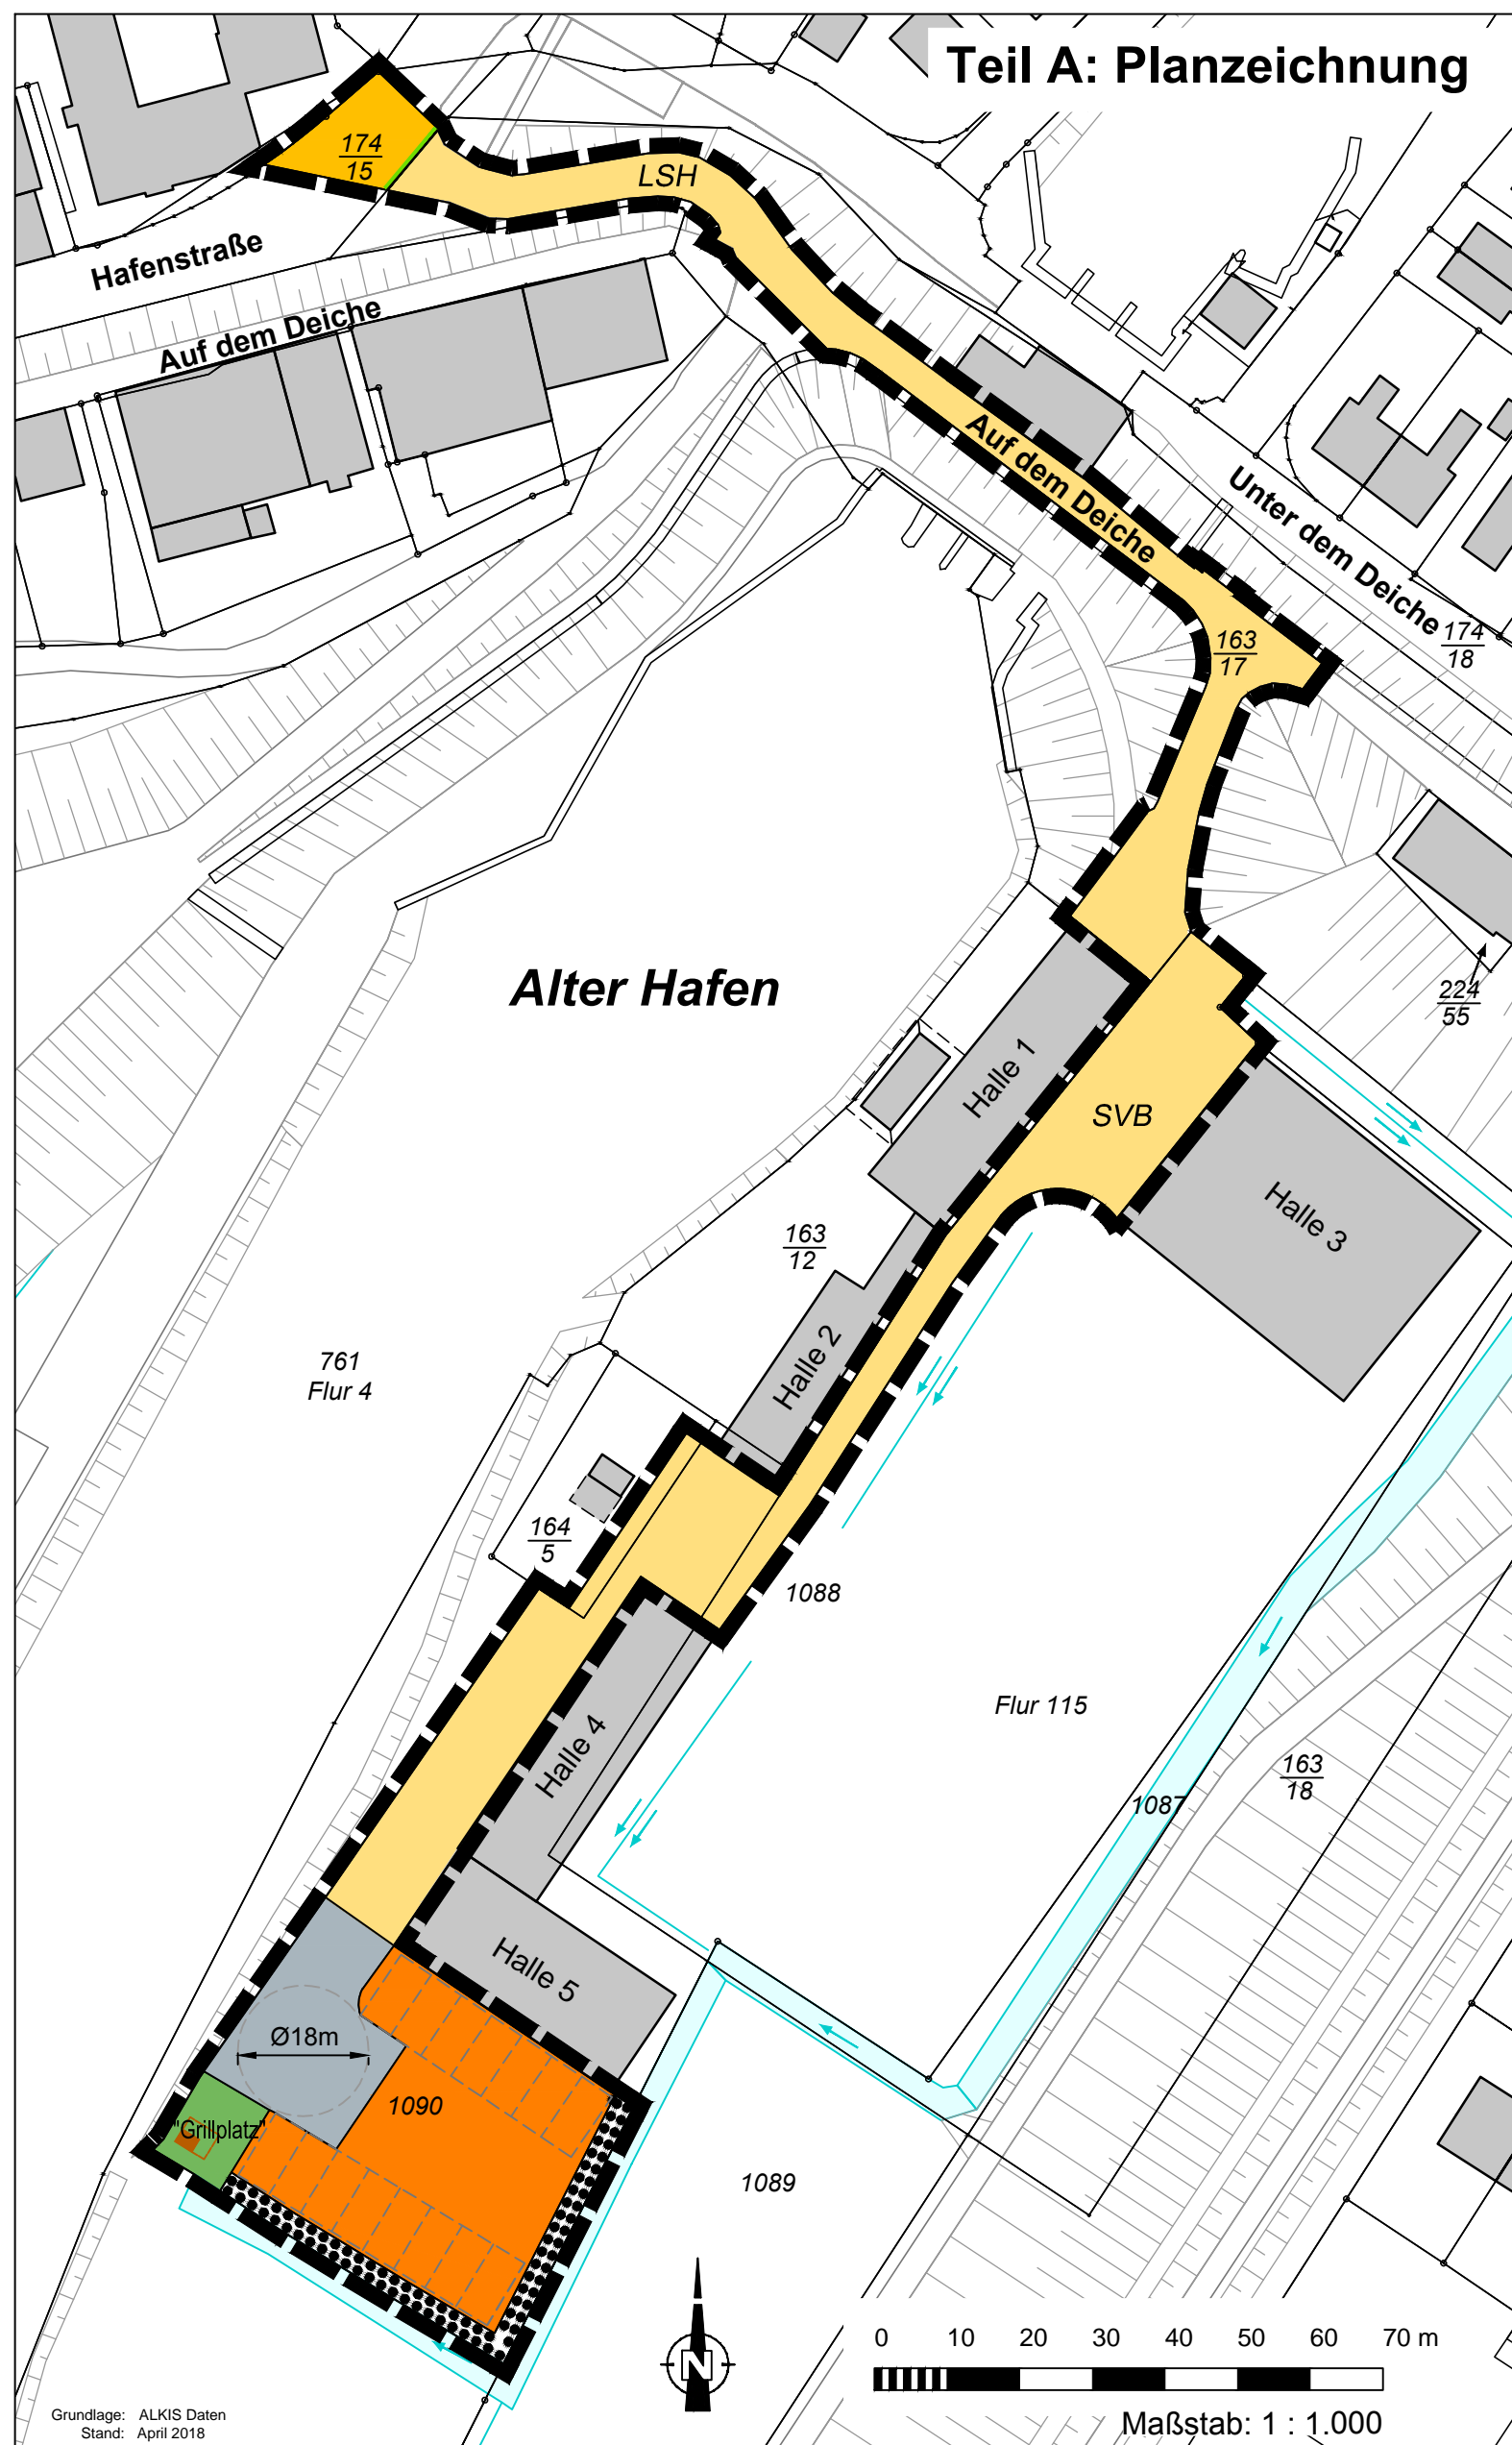 Teil A: Planzeichnung
174
15
LSH
Hafenstraße
Auf dem Deiche
Auf dem Deiche
Unter dem Deiche
174
18
163
17
Alter Hafen
224
55
Halle 1
SVB
Halle 3
163
12
Halle 2
761
Flur 4
164
5
1088
Flur 115
Halle 4
163
18
1087
Halle 5
Ø18m
1090
"Grillplatz"
1089
N
0 10 20 30 40 50 60 70 m
Maßstab: 1 : 1.000
Grundlage: ALKIS Daten
Stand: April 2018